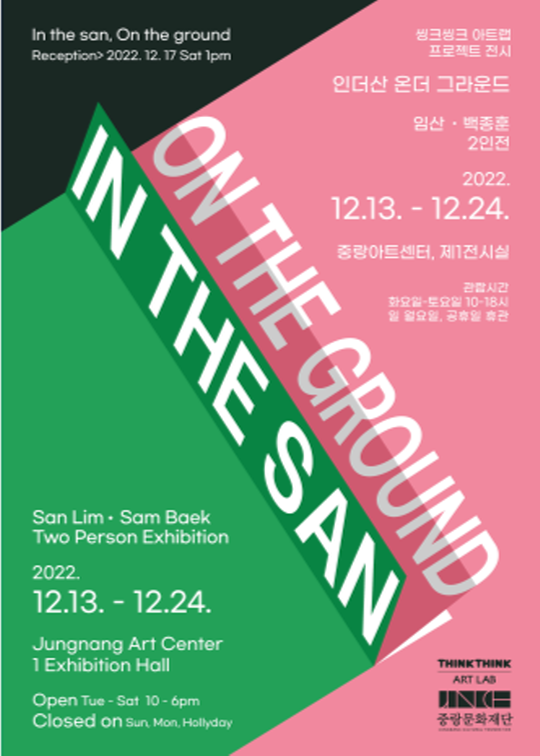 In the san, On the ground
Reception> 2022. 12. 17 Sat 1pm
씽크씽크 아트랩
프로젝트 전시
인더산 온더 그라운드
임산 · 백종훈
2인전
2022.
12.13. - 12.24.
중랑아트센터, 제1전시실
관람시간
화요일-토요일 10-18시
일 월요일, 공휴일 휴관
ON THE GROUND
IN THE SAN
San Lim · Sam Baek
Two Person Exhibition
2022.
12.13. - 12.24.
Jungnang Art Center
1 Exhibition Hall
Open Tue - Sat 10 - 6pm
Closed on Sun, Mon, Hollyday
THINKTHINK
ART LAB
중랑문화재단